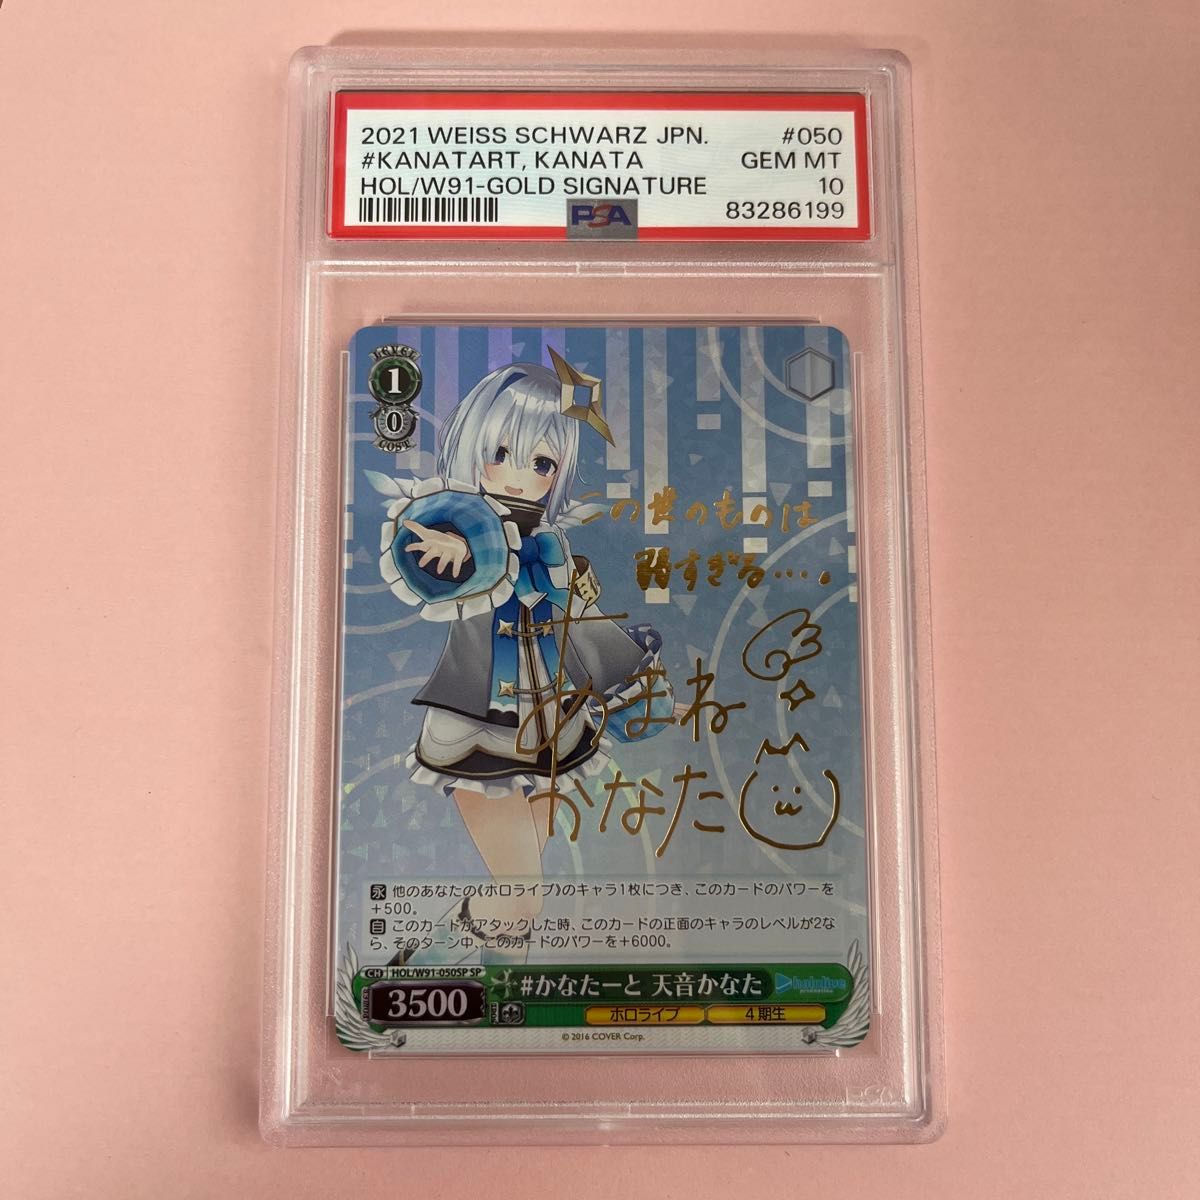 2021 WEISS SCHWARZ JPN. #050
#KANATART, KANATA GEM MT
HOL/W91-GOLD SIGNATURE 10
PSA 83286199
LEVEL
1
0
COST
この世のものは
弱すぎる....
あまね
かなた
永 他のあなたの《ホロライブ》のキャラ1枚につき、このカードのパワーを
+500。
自 このカードがアタックした時、このカードの正面のキャラのレベルが2な
ら、そのターン中、このカードのパワーを+6000。
CH HOL/W91-050SP SP
3500 #かなたーと 天音かなた hololive
production
ホロライブ 4期生
© 2016 COVER Corp.